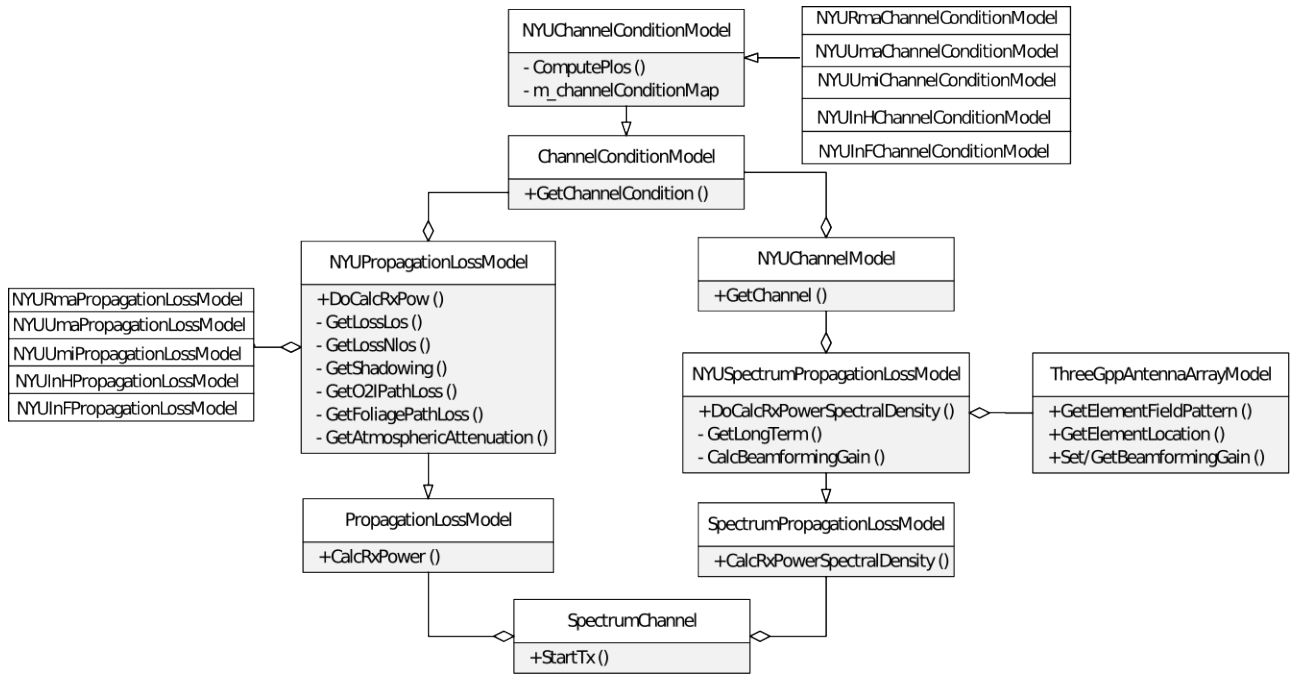 NYUChannelConditionModel
- ComputePlos ()
- m_channelConditionMap
NYURmaChannelConditionModel
NYUUmaChannelConditionModel
NYUUmiChannelConditionModel
NYUInHChannelConditionModel
NYUInFChannelConditionModel
ChannelConditionModel
+GetChannelCondition ()
NYUPropagationLossModel
+DoCalcRxPow ()
- GetLossLos ()
- GetLossNlos ()
- GetShadowing ()
- GetO2IPathLoss ()
- GetFoliagePathLoss ()
- GetAtmosphericAttenuation ()
NYUChannelModel
+GetChannel ()
NYURmaPropagationLossModel
NYUUmaPropagationLossModel
NYUUmiPropagationLossModel
NYUInHPropagationLossModel
NYUInFPropagationLossModel
NYUSpectrumPropagationLossModel
+DoCalcRxPowerSpectralDensity ()
- GetLongTerm ()
- CalcBeamformingGain ()
ThreeGppAntennaArrayModel
+GetElementFieldPattern ()
+GetElementLocation ()
+Set/GetBeamformingGain ()
PropagationLossModel
+CalcRxPower ()
SpectrumPropagationLossModel
+CalcRxPowerSpectralDensity ()
SpectrumChannel
+StartTx ()